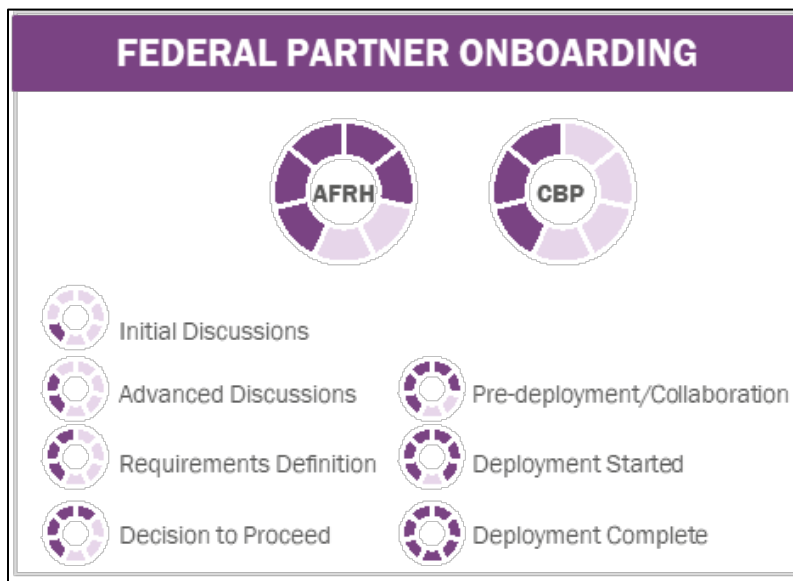 FEDERAL PARTNER ONBOARDING
AFRH
CBP
Initial Discussions
Advanced Discussions
Requirements Definition
Decision to Proceed
Pre-deployment/Collaboration
Deployment Started
Deployment Complete